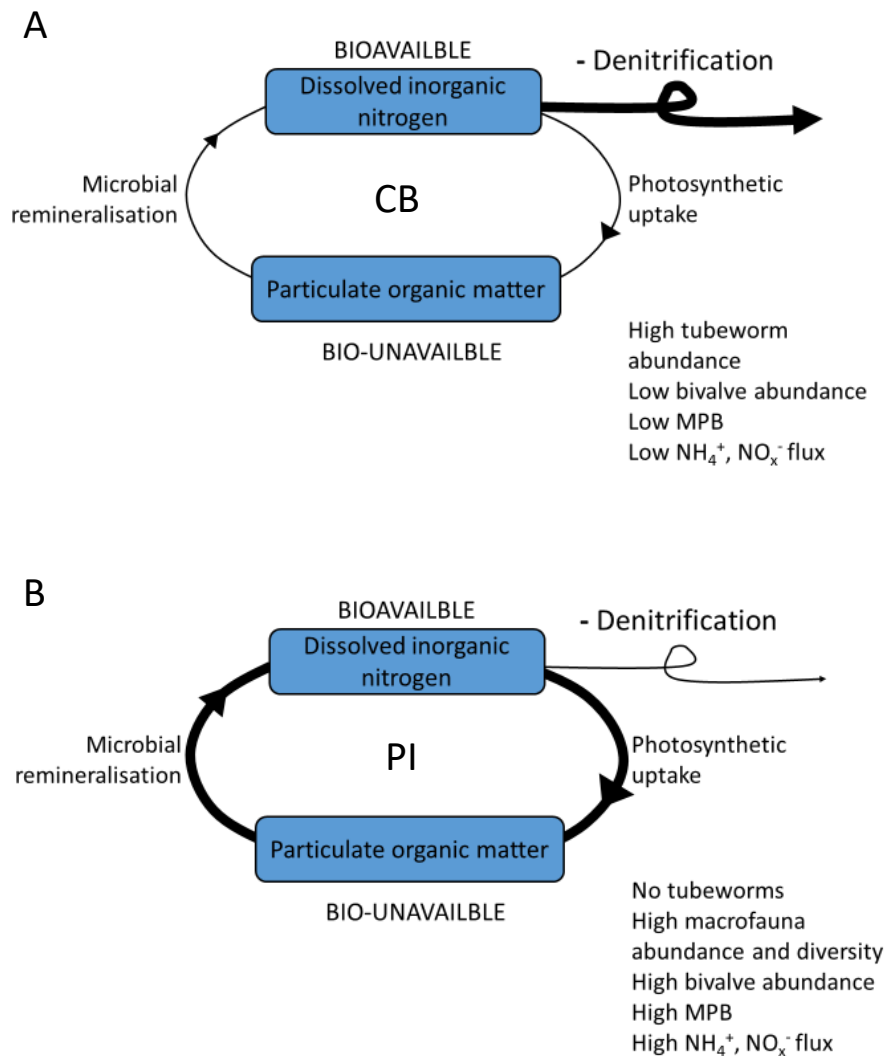 A
BIOAVAILBLE
- Denitrification
Dissolved inorganic
nitrogen
Microbial
remineralisation
CB
Photosynthetic
uptake
Particulate organic matter
BIO-UNAVAILBLE
High tubeworm
abundance
Low bivalve abundance
Low MPB
Low NH₄⁺, NOₓ⁻ flux
B
BIOAVAILBLE
- Denitrification
Dissolved inorganic
nitrogen
Microbial
remineralisation
PI
Photosynthetic
uptake
Particulate organic matter
BIO-UNAVAILBLE
No tubeworms
High macrofauna
abundance and diversity
High bivalve abundance
High MPB
High NH₄⁺, NOₓ⁻ flux